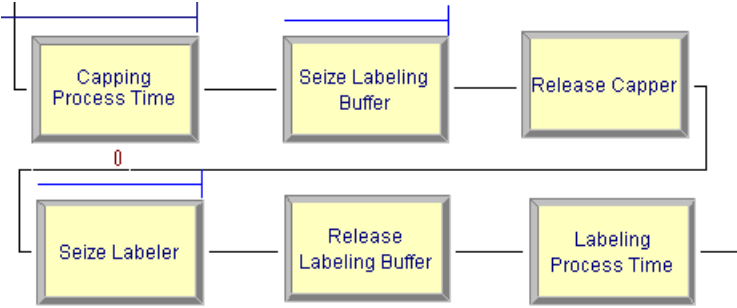 Capping
Process Time
Seize Labeling
Buffer
Release Capper
0
Seize Labeler
Release
Labeling Buffer
Labeling
Process Time